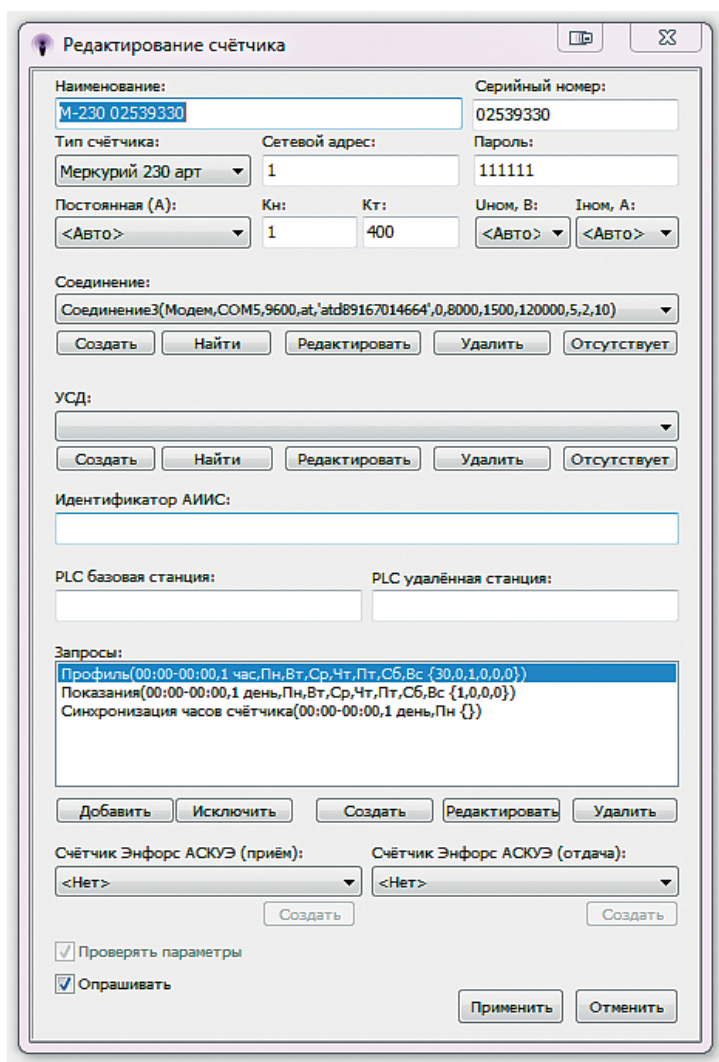 Редактирование счётчика
Наименование: Серийный номер:
М-230 02539330 02539330
Тип счётчика: Сетевой адрес: Пароль:
Меркурий 230 арт 1 111111
Постоянная (А): Кн: Кт: Uном, В: Iном, А:
<Авто> 1 400 <Авто> <Авто>
Соединение:
Соединение3(Модем,COM5,9600,at,'atd89167014664',0,8000,1500,120000,5,2,10)
Создать Найти Редактировать Удалить Отсутствует
УСД:
Создать Найти Редактировать Удалить Отсутствует
Идентификатор АИИС:
PLC базовая станция: PLC удалённая станция:
Запросы:
Профиль(00:00-00:00,1 час,Пн,Вт,Ср,Чт,Пт,Сб,Вс {30,0,1,0,0,0})
Показания(00:00-00:00,1 день,Пн,Вт,Ср,Чт,Пт,Сб,Вс {1,0,0,0})
Синхронизация часов счётчика(00:00-00:00,1 день,Пн {})
Добавить Исключить Создать Редактировать Удалить
Счётчик Энфорс АСКУЭ (приём): Счётчик Энфорс АСКУЭ (отдача):
<Нет> <Нет>
Создать Создать
Проверять параметры
Опрашивать
Применить Отменить